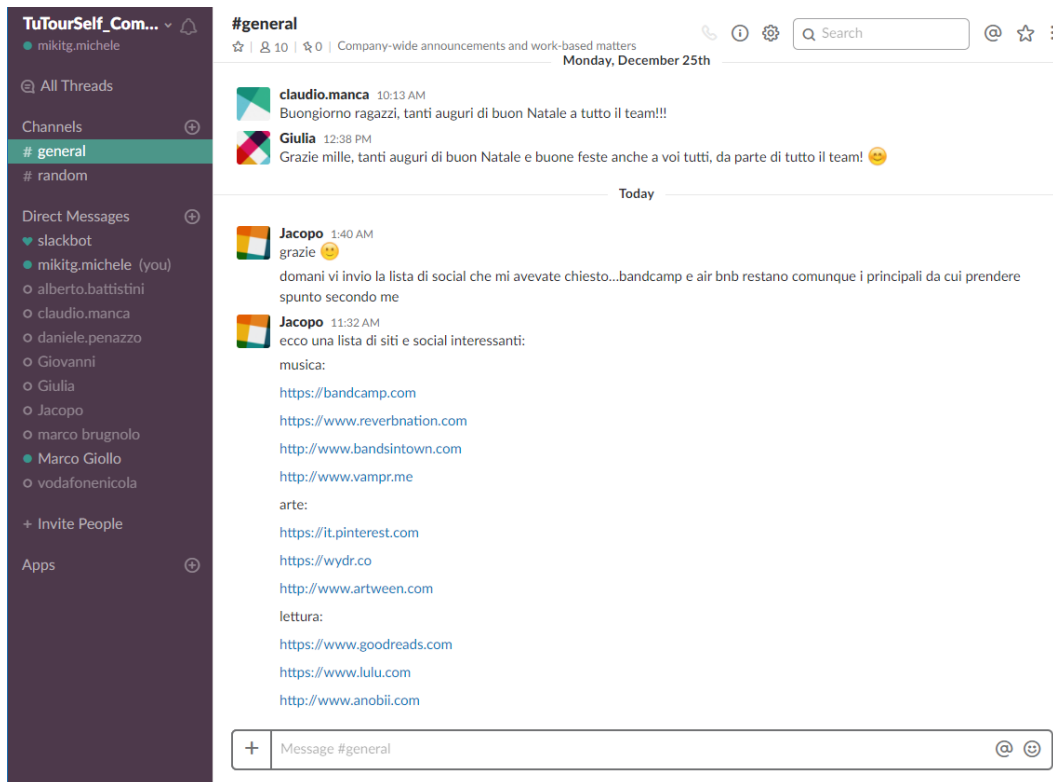 TuTourSelf_Com...
mikitg.michele
All Threads
Channels
# general
# random
Direct Messages
slackbot
mikitg.michele (you)
alberto.battistini
claudio.manca
daniele.penazzo
Giovanni
Giulia
Jacopo
marco brugnolo
Marco Giollo
vodafonenicola
+ Invite People
Apps
#general
10 | 0 | Company-wide announcements and work-based matters
Search
Monday, December 25th
claudio.manca 10:13 AM
Buongiorno ragazzi, tanti auguri di buon Natale a tutto il team!!!
Giulia 12:38 PM
Grazie mille, tanti auguri di buon Natale e buone feste anche a voi tutti, da parte di tutto il team! 😊
Today
Jacopo 1:40 AM
grazie 🙂
domani vi invio la lista di social che mi avevate chiesto...bandcamp e air bnb restano comunque i principali da cui prendere
spunto secondo me
Jacopo 11:32 AM
ecco una lista di siti e social interessanti:
musica:
https://bandcamp.com
https://www.reverbnation.com
http://www.bandsintown.com
http://www.vampr.me
arte:
https://it.pinterest.com
https://wydr.co
http://www.artween.com
lettura:
https://www.goodreads.com
https://www.lulu.com
http://www.anobii.com
+ Message #general @